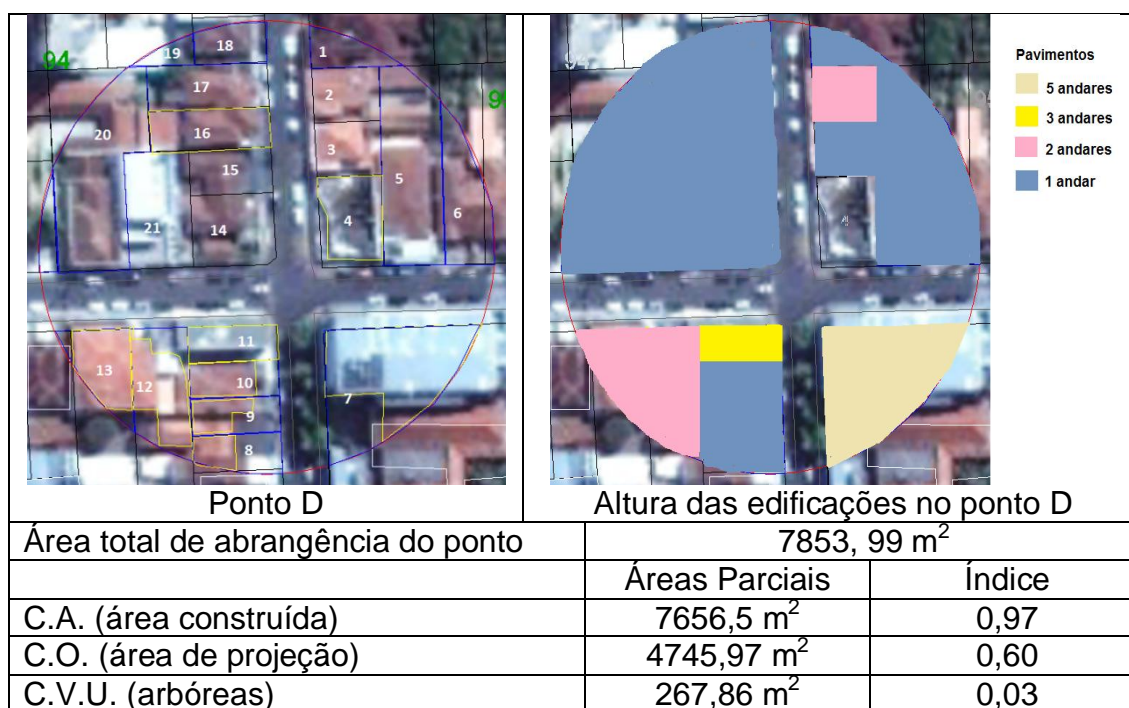 94
19
18
1
17
2
20
16
3
15
5
6
21
14
4
11
13
12
10
9
7
8
Pavimentos
5 andares
3 andares
2 andares
1 andar
4
Ponto D
Altura das edificações no ponto D
Área total de abrangência do ponto 7853, 99 m²
Áreas Parciais Índice
C.A. (área construída) 7656,5 m² 0,97
C.O. (área de projeção) 4745,97 m² 0,60
C.V.U. (arbóreas) 267,86 m² 0,03